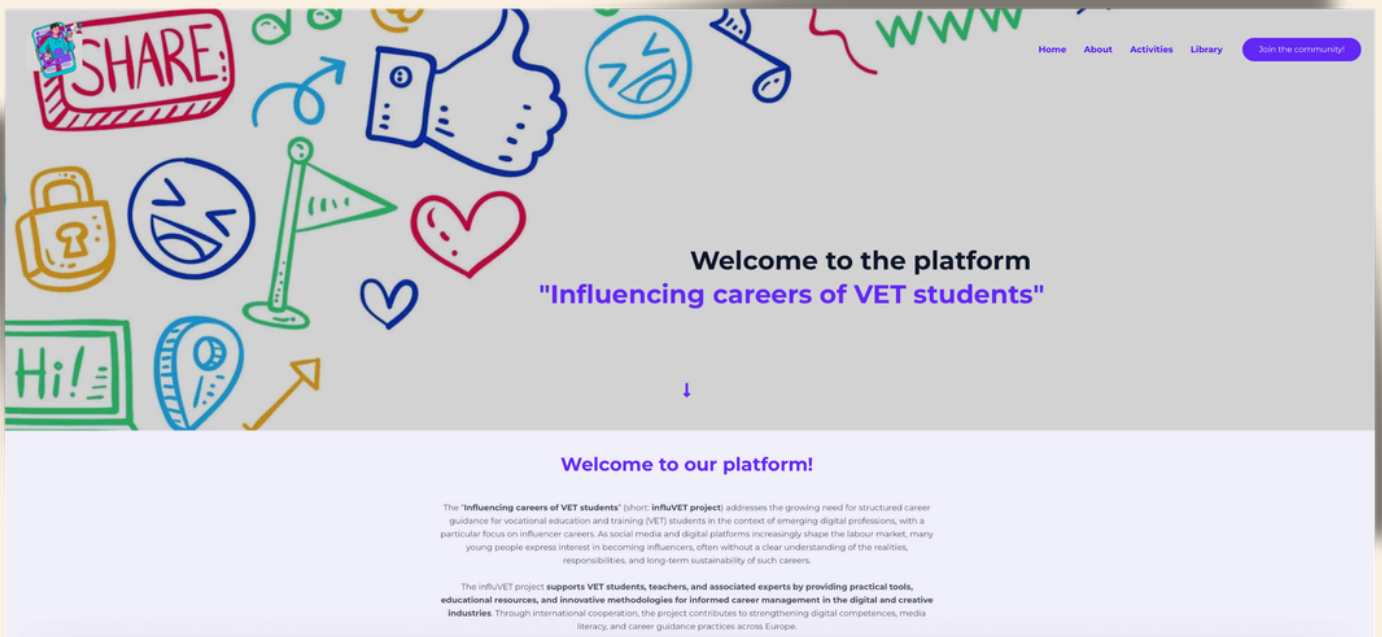 SHARE
WWW
Home About Activities Library Join the community!
Welcome to the platform
"Influencing careers of VET students"
Hi!
Welcome to our platform!
The "Influencing careers of VET students" (short: influVET project) addresses the growing need for structured career
guidance for vocational education and training (VET) students in the context of emerging digital professions, with a
particular focus on influencer careers. As social media and digital platforms increasingly shape the labour market, many
young people express interest in becoming influencers, often without a clear understanding of the realities,
responsibilities, and long-term sustainability of such careers.
The influVET project supports VET students, teachers, and associated experts by providing practical tools,
educational resources, and innovative methodologies for informed career management in the digital and creative
industries. Through international cooperation, the project contributes to strengthening digital competences, media
literacy, and career guidance practices across Europe.